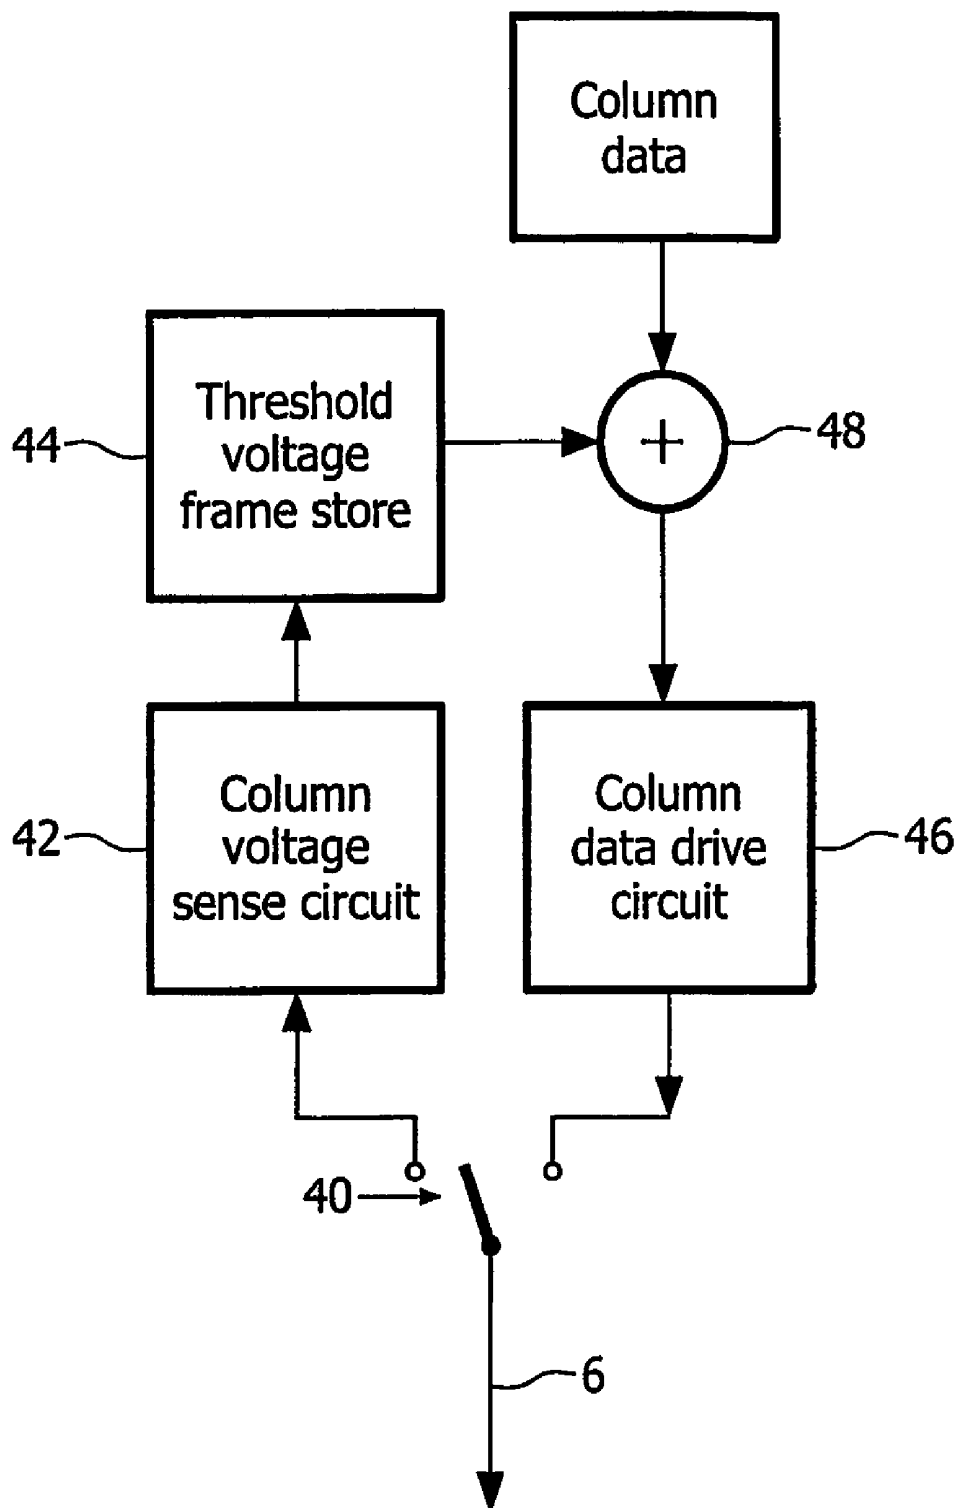 Column
data
Threshold
voltage
frame store
44
+
48
Column
voltage
sense circuit
42
Column
data drive
circuit
46
40
6